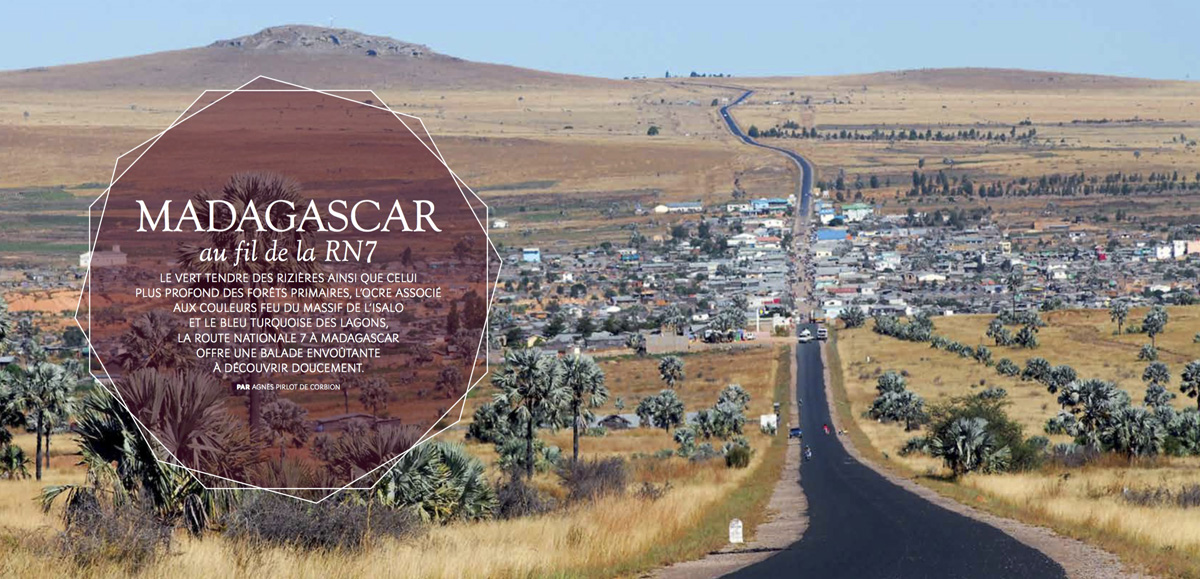 MADAGASCAR
au fil de la RN7
LE VERT TENDRE DES RIZIÈRES AINSI QUE CELUI
PLUS PROFOND DES FORÊTS PRIMAIRES, L'OCRE ASSOCIÉ
AUX COULEURS FEU DU MASSIF DE L'ISALO
ET LE BLEU TURQUOISE DES LAGONS,
LA ROUTE NATIONALE 7 À MADAGASCAR
OFFRE UNE BALADE ENVOÛTANTE
À DÉCOUVRIR DOUCEMENT.
PAR AGNÈS PIRLOT DE CORBION